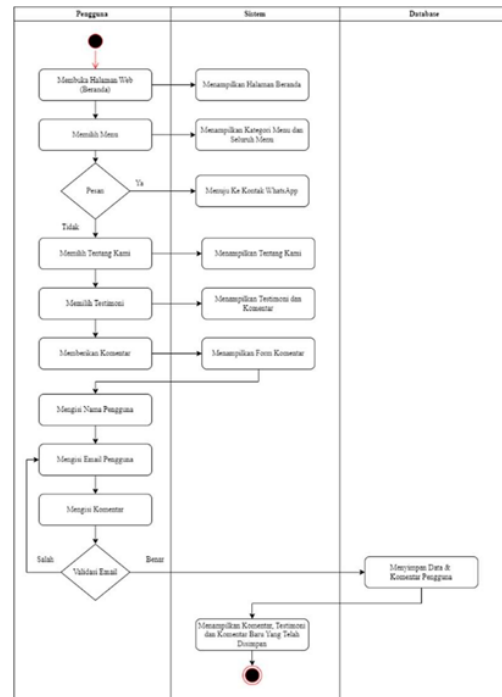 Pengguna
Sistem
Database
Membuka Halaman Web
(Beranda)
Menampilkan Halaman Beranda
Memilih Menu
Menampilkan Kategori Menu dan
Seluruh Menu
Pesan
Ya
Menuju Ke Kontak WhatsApp
Tidak
Memilih Tentang Kami
Menampilkan Tentang Kami
Memilih Testimoni
Menampilkan Testimoni dan
Komentar
Memberikan Komentar
Menampilkan Form Komentar
Mengisi Nama Pengguna
Mengisi Email Pengguna
Mengisi Komentar
Salah
Validasi Email
Benar
Menyimpan Data &
Komentar Pengguna
Menampilkan Komentar, Testimoni
dan Komentar Baru Yang Telah
Disimpan